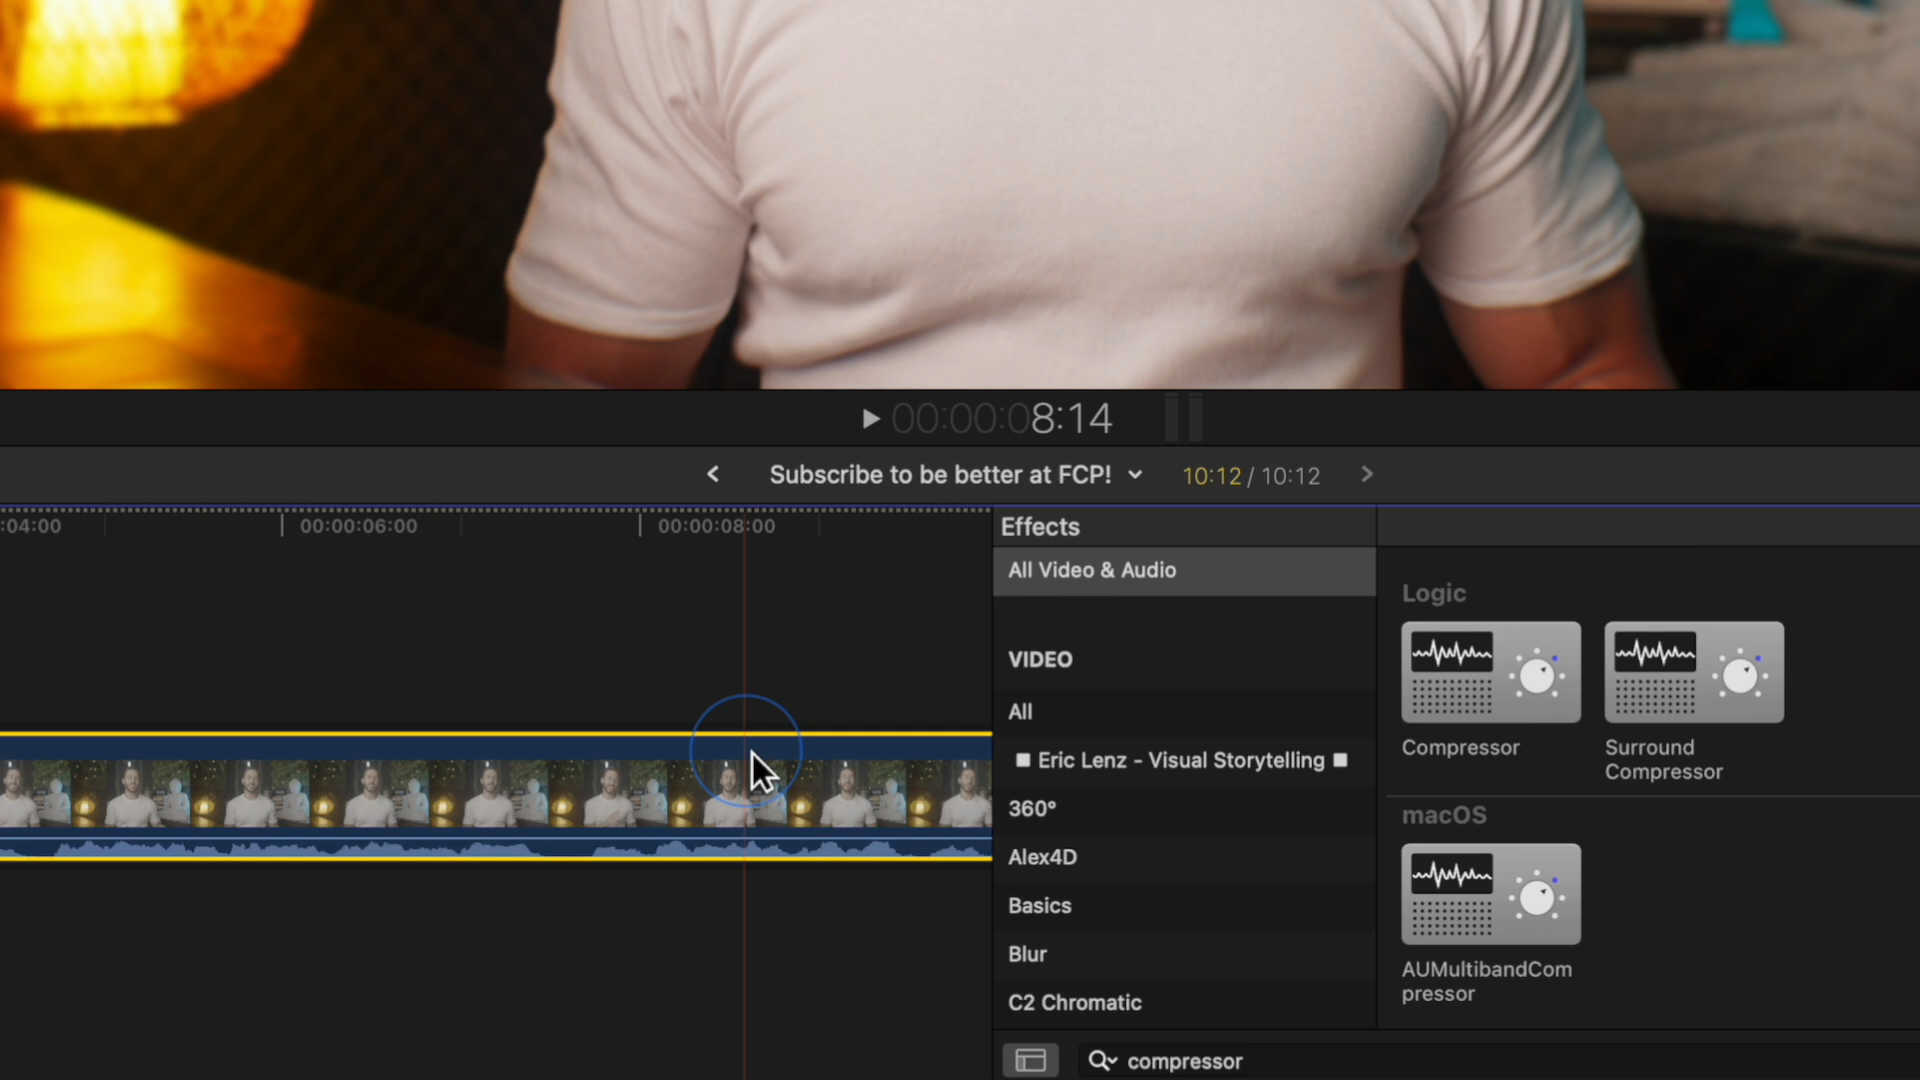 00:00:08:14
Subscribe to be better at FCP!
10:12 / 10:12
:04:00
00:00:06:00
00:00:08:00
Effects
All Video & Audio
VIDEO
All
Eric Lenz - Visual Storytelling
360°
Alex4D
Basics
Blur
C2 Chromatic
Logic
Compressor
Surround
Compressor
macOS
AUMultibandCom
pressor
compressor